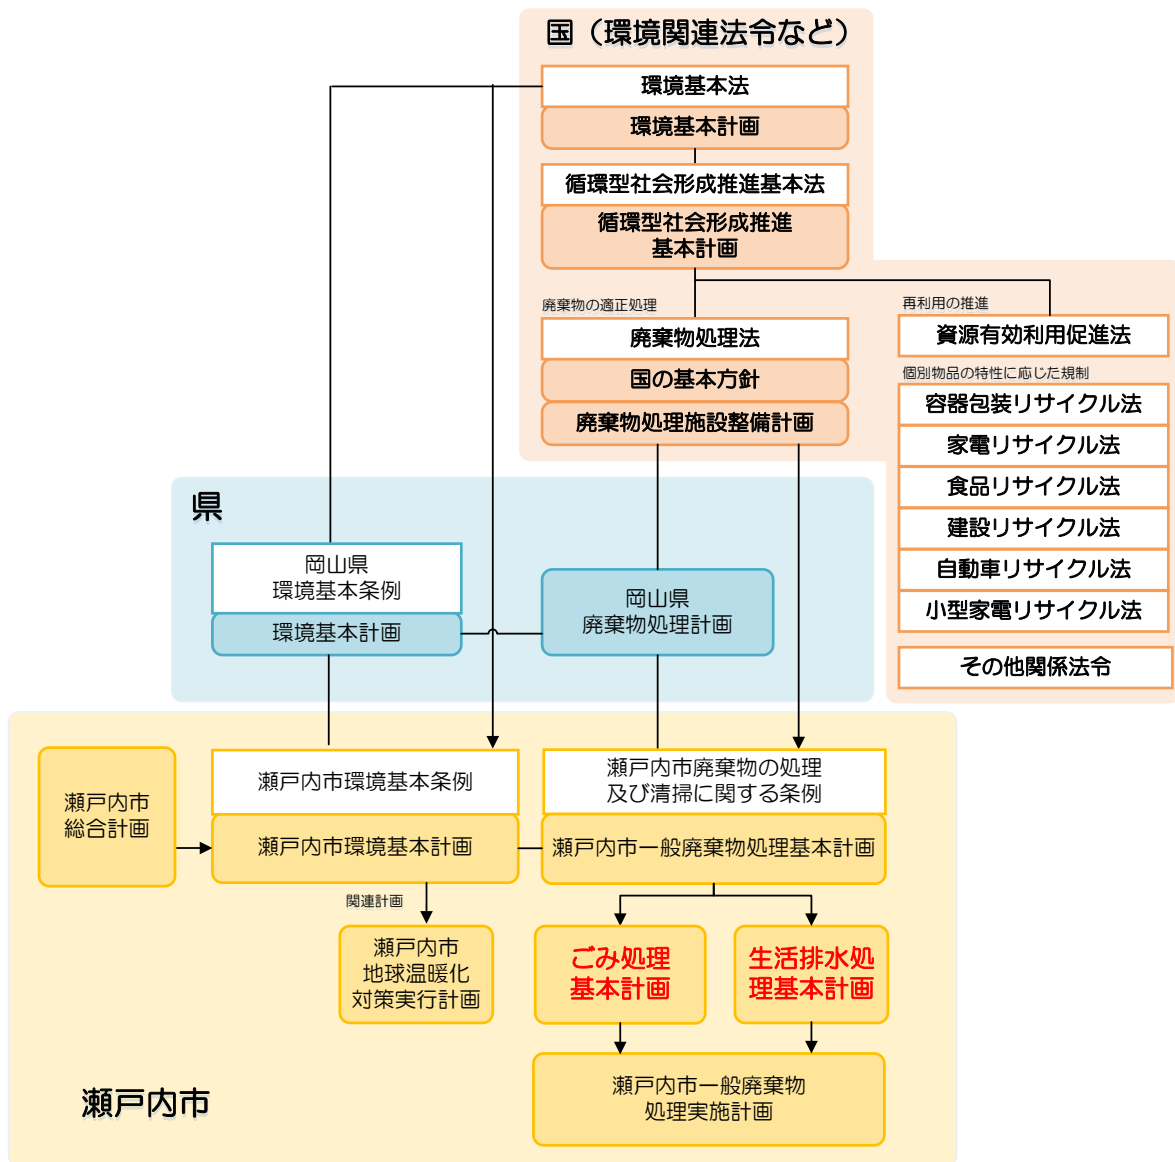 国（環境関連法令など）
環境基本法
環境基本計画
循環型社会形成推進基本法
循環型社会形成推進
基本計画
廃棄物の適正処理
廃棄物処理法
国の基本方針
廃棄物処理施設整備計画
再利用の推進
資源有効利用促進法
個別物品の特性に応じた規制
容器包装リサイクル法
家電リサイクル法
食品リサイクル法
建設リサイクル法
自動車リサイクル法
小型家電リサイクル法
その他関係法令
県
岡山県
環境基本条例
環境基本計画
岡山県
廃棄物処理計画
瀬戸内市
総合計画
瀬戸内市環境基本条例
瀬戸内市環境基本計画
瀬戸内市廃棄物の処理
及び清掃に関する条例
瀬戸内市一般廃棄物処理基本計画
関連計画
瀬戸内市
地球温暖化
対策実行計画
ごみ処理
基本計画
生活排水処
理基本計画
瀬戸内市一般廃棄物
処理実施計画
瀬戸内市